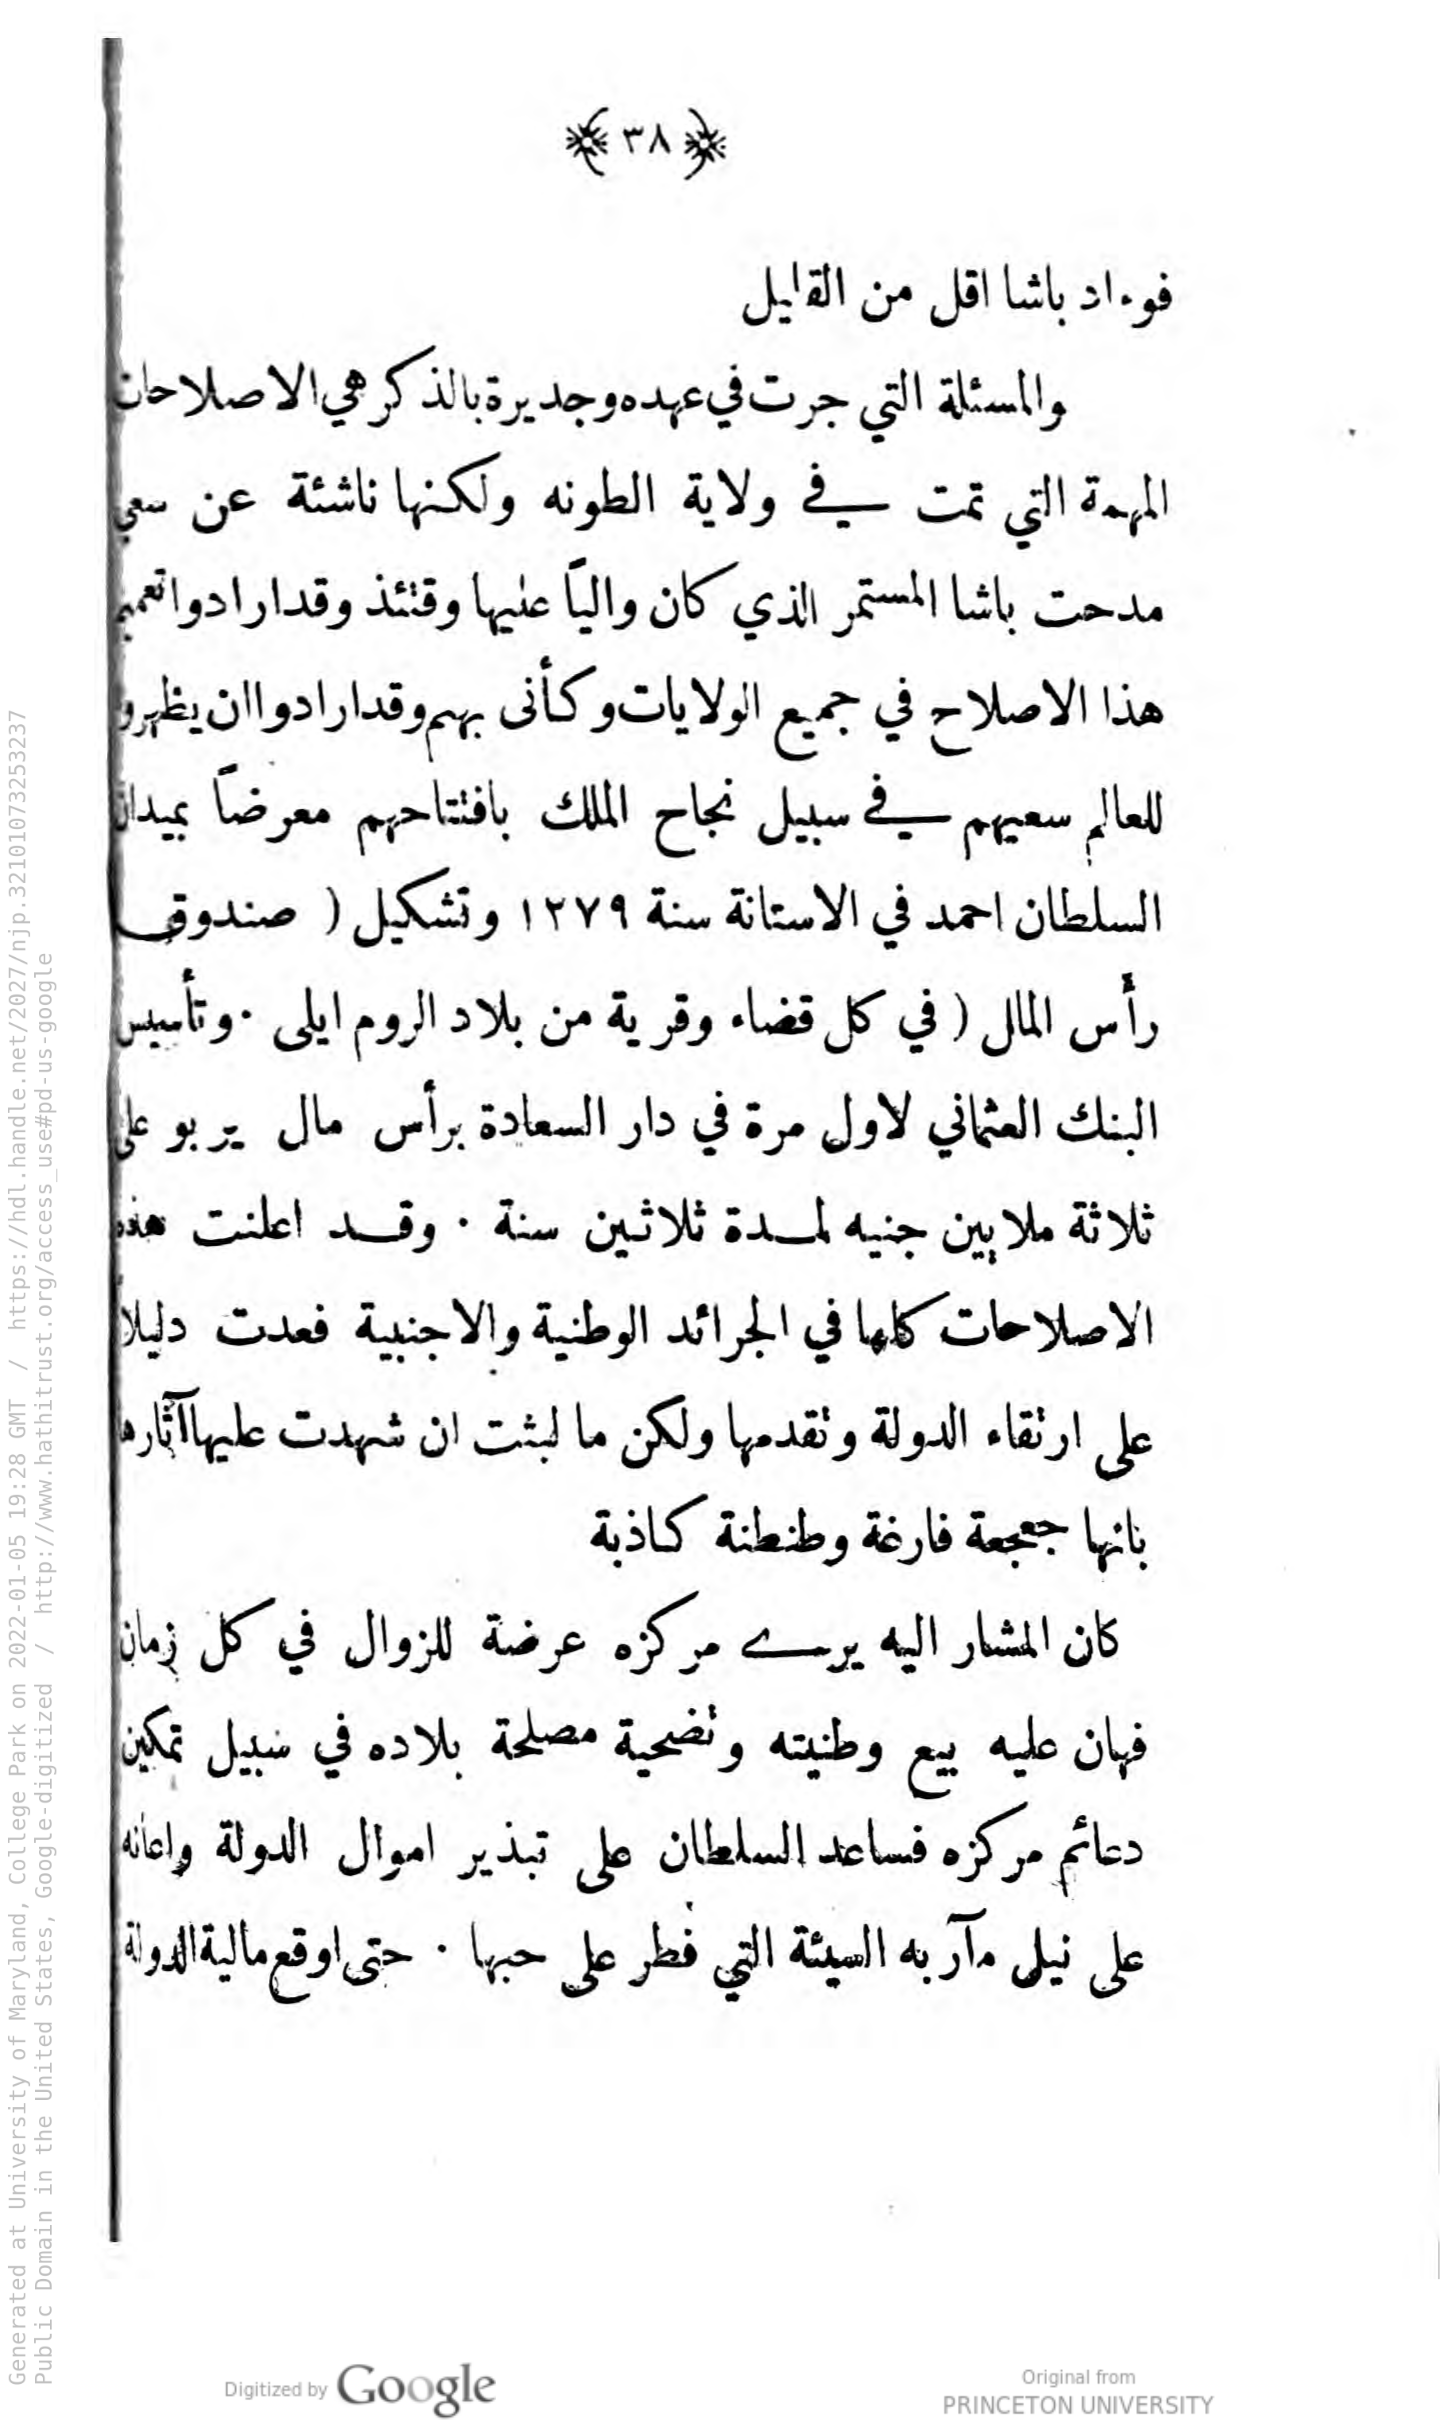 ﴿ ٣٨ ﴾
فوءاد باشا اقل من القليل
والمسئلة التي جرت في عهده وجديرة بالذكر هي الاصلاحات
المهمة التي تمت في ولاية الطونه ولكنها ناشئة عن سعي
مدحت باشا المستمر الذي كان والياً عليها وقتئذ وقد ارادوا تعميم
هذا الاصلاح في جميع الولايات وكأنى بهم وقد ارادوا ان يظهروا
للعالم سعيهم في سبيل نجاح الملك بافتتاحهم معرضاً بميدان
السلطان احمد في الاستانة سنة ١٢٧٩ وتشكيل ( صندوق
رأس المال ) في كل قضاء وقرية من بلاد الروم ايلى · وتأسيس
البنك العثماني لاول مرة في دار السعادة برأس مال يربو على
ثلاثة ملايين جنيه لمدة ثلاثين سنة · وقد اعلنت هذه
الاصلاحات كلها في الجرائد الوطنية والاجنبية فعدت دليلاً
على ارتقاء الدولة وتقدمها ولكن ما لبثت ان شهدت عليها آثارها
بانها جعجعة فارغة وطنطنة كاذبة
كان المشار اليه يرى مركزه عرضة للزوال في كل زمان
فهان عليه بيع وطنيته وتضحية مصلحة بلاده في سبيل تمكين
دعائم مركزه فساعد السلطان على تبذير اموال الدولة واعانه
على نيل مآربه السيئة التي فطر على حبها · حتى اوقع مالية الدولة
Generated at University of Maryland, College Park on 2022-01-05 19:28 GMT / https://hdl.handle.net/2027/njp.32101073253237
Public Domain in the United States, Google-digitized / http://www.hathitrust.org/access_use#pd-us-google
Digitized by Google
Original from
PRINCETON UNIVERSITY